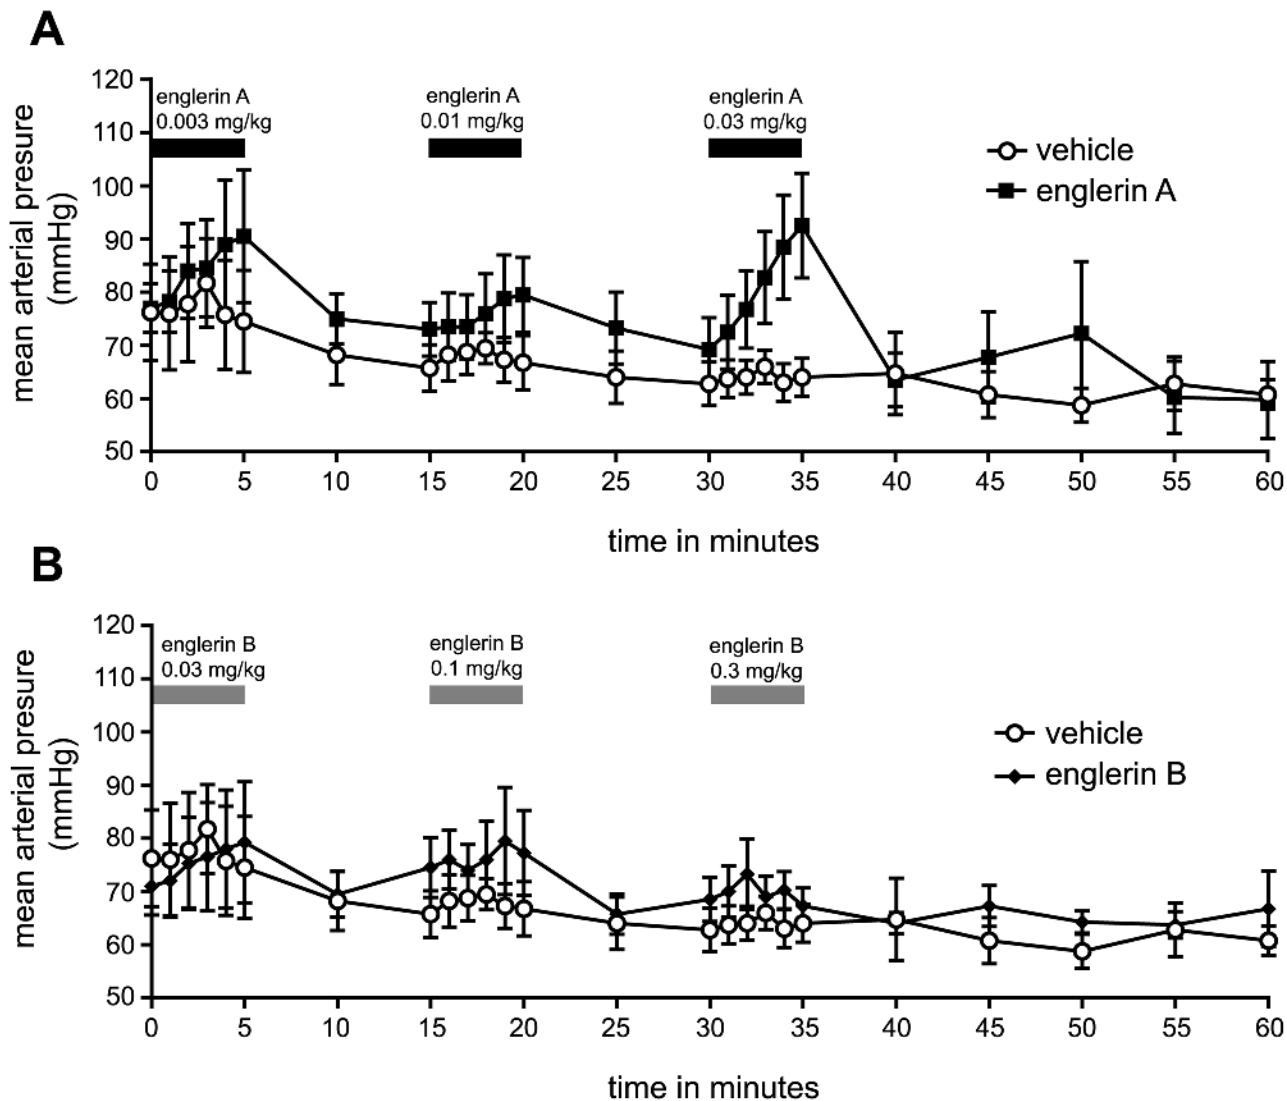 A
mean arterial presure
(mmHg)
120
110
100
90
80
70
60
50
englerin A
0.003 mg/kg
englerin A
0.01 mg/kg
englerin A
0.03 mg/kg
vehicle
englerin A
0 5 10 15 20 25 30 35 40 45 50 55 60
time in minutes
B
mean arterial presure
(mmHg)
120
110
100
90
80
70
60
50
englerin B
0.03 mg/kg
englerin B
0.1 mg/kg
englerin B
0.3 mg/kg
vehicle
englerin B
0 5 10 15 20 25 30 35 40 45 50 55 60
time in minutes